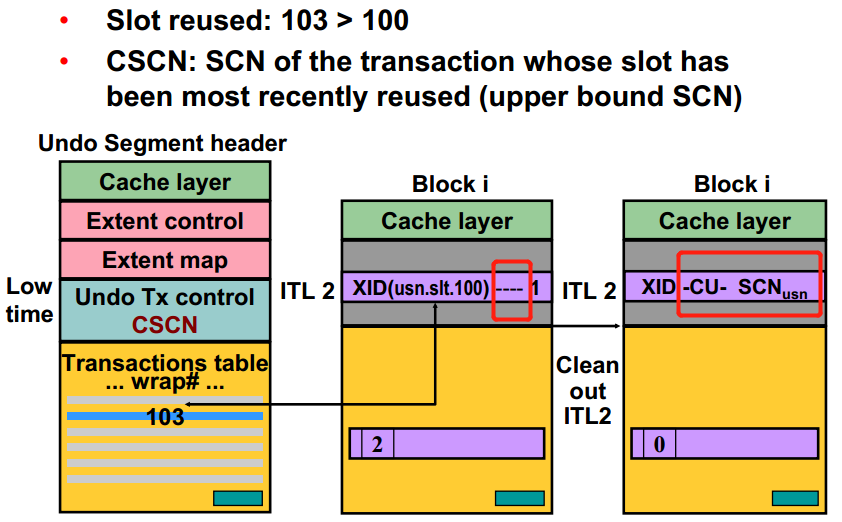 • Slot reused: 103 > 100
• CSCN: SCN of the transaction whose slot has
been most recently reused (upper bound SCN)
Undo Segment header
Cache layer
Extent control
Extent map
Low
time
Undo Tx control
CSCN
Transactions table
... wrap# ...
103
Block i
Cache layer
ITL 2
XID(usn.slt.100) ---- 1
2
Clean
out
ITL2
Block i
Cache layer
ITL 2
XID -CU- SCNusn
0